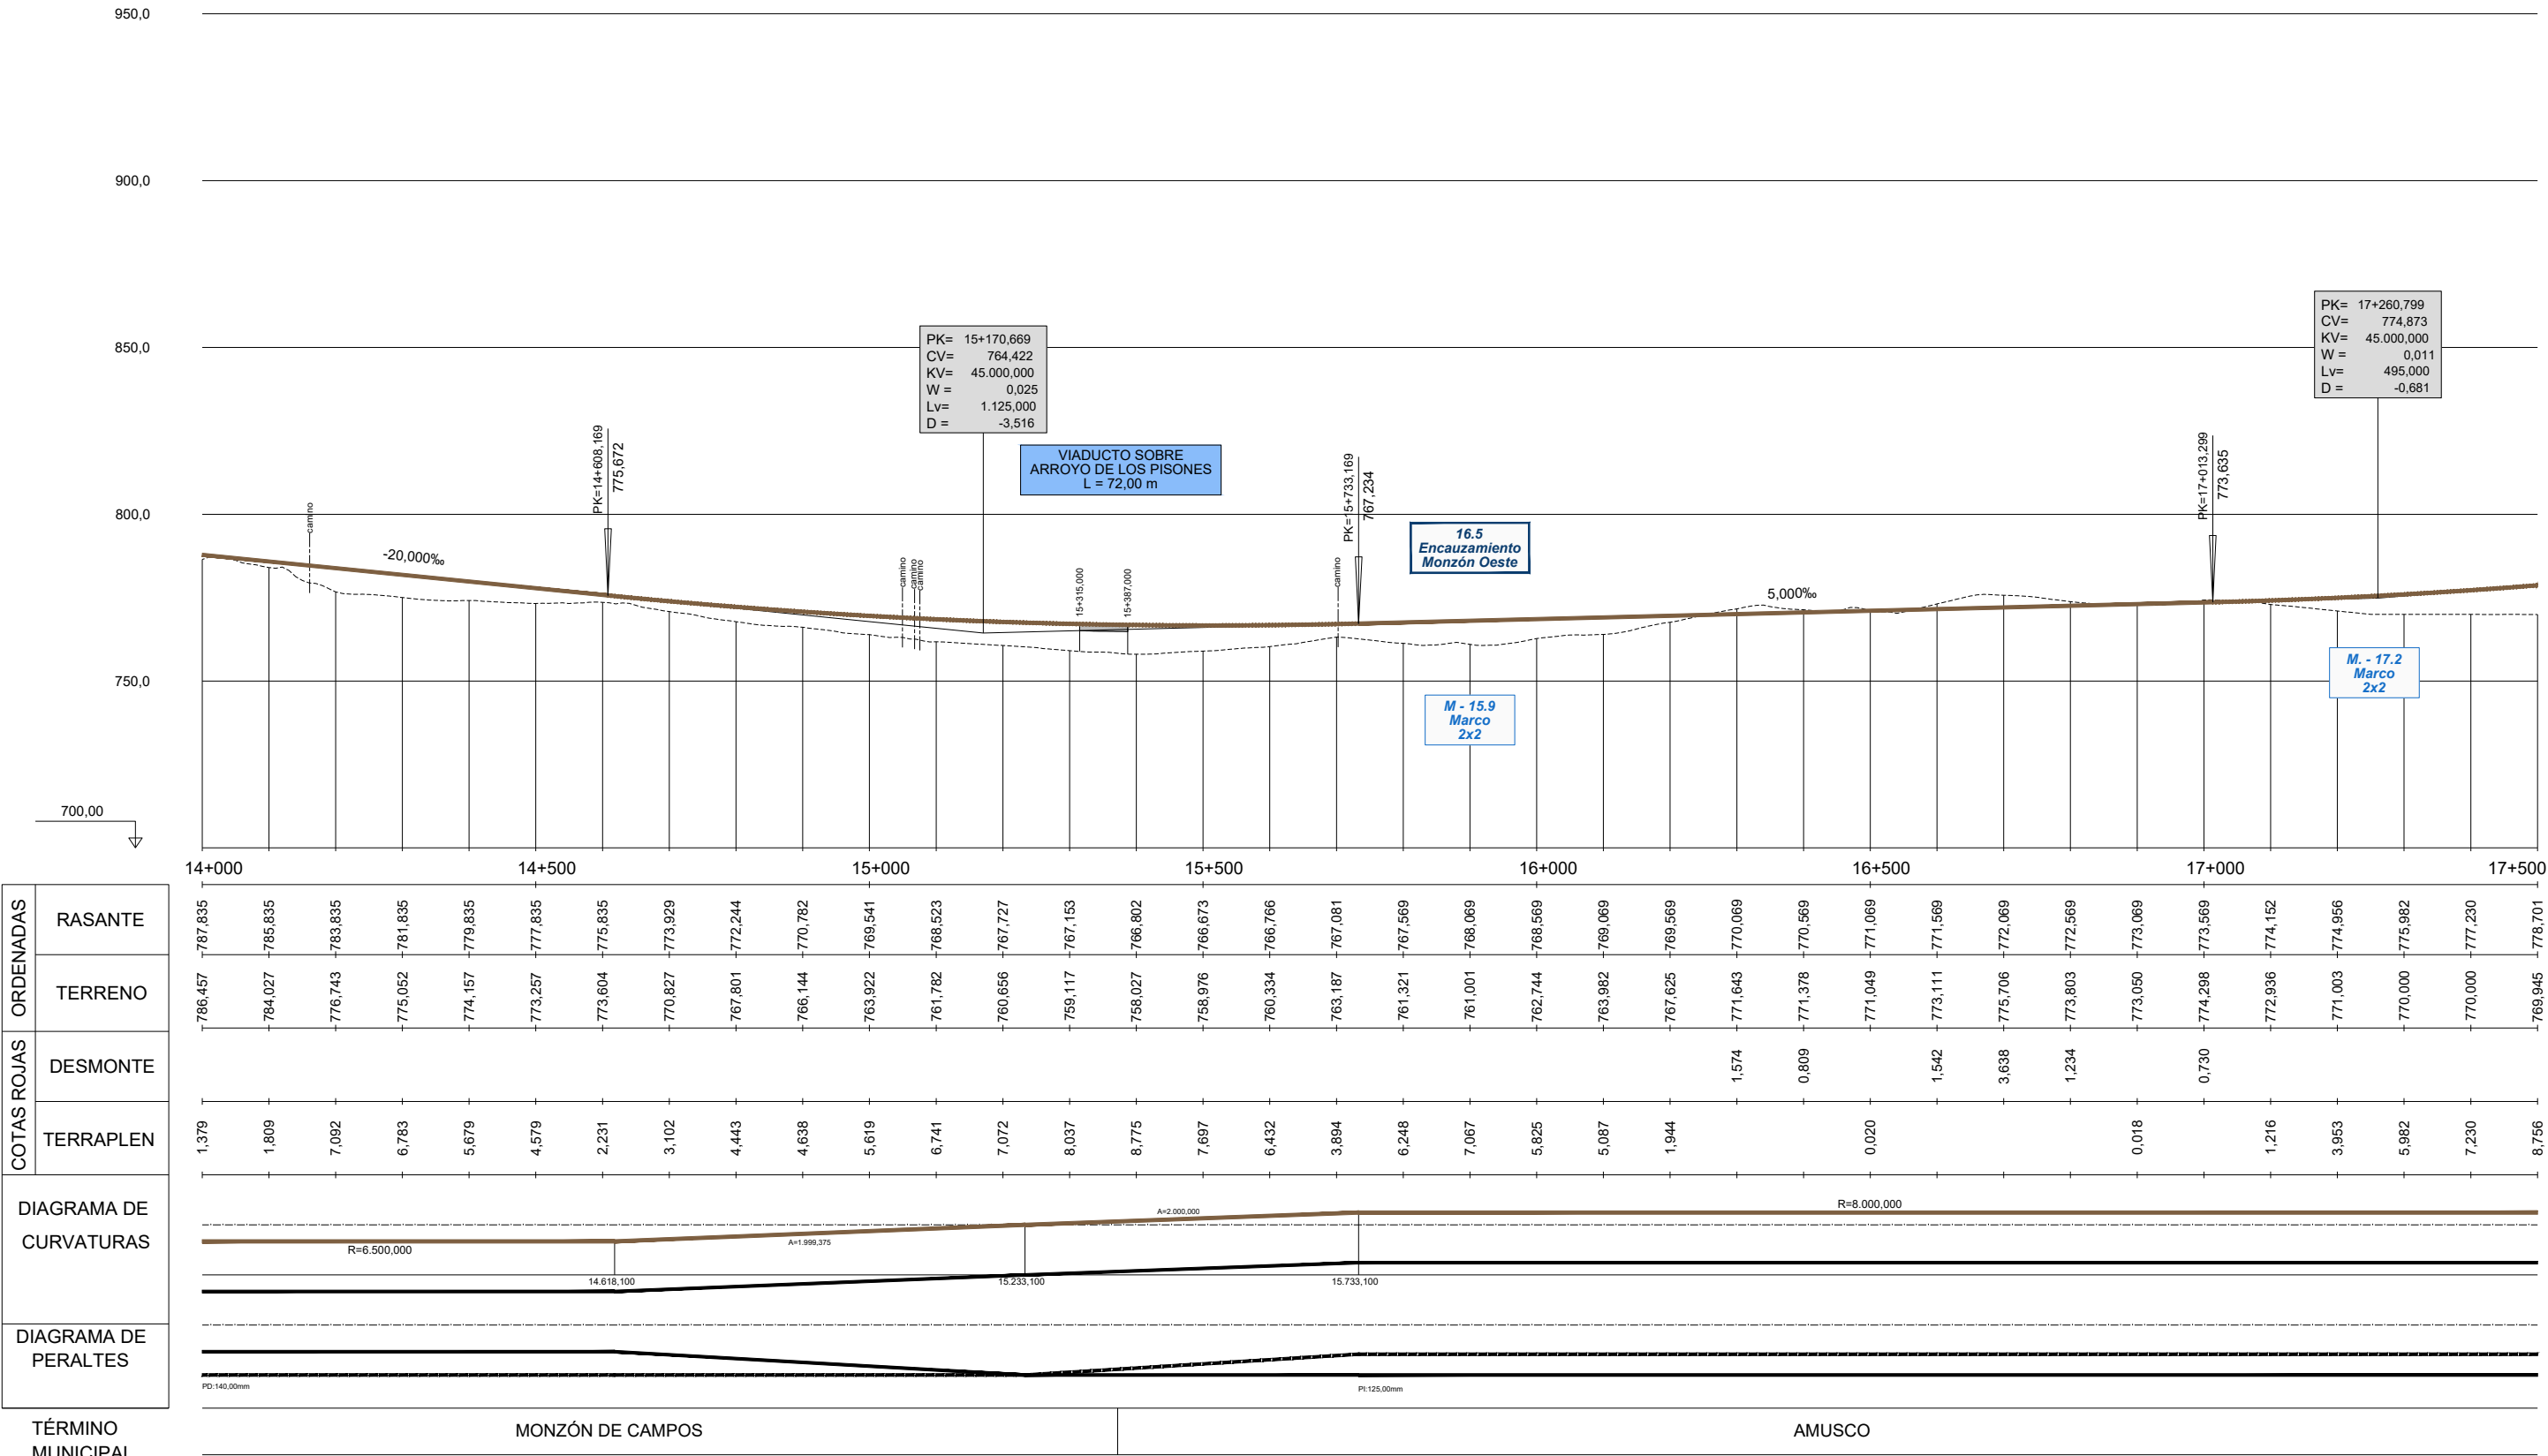 950,0
900,0
850,0
800,0
750,0
700,00
PK= 15+170,669
CV= 764,422
KV= 45.000,000
W = 0,025
Lv= 1.125,000
D = -3,516
PK= 17+260,799
CV= 774,873
KV= 45.000,000
W = 0,011
Lv= 495,000
D = -0,681
VIADUCTO SOBRE
ARROYO DE LOS PISONES
L = 72,00 m
PK=14+608,169
775,672
PK=15+733,169
767,234
PK=17+013,299
773,635
camino
-20,000‰
camino
camino
camino
15+315,000
15+387,000
camino
16.5
Encauzamiento
Monzón Oeste
5,000‰
M - 15.9
Marco
2x2
M. - 17.2
Marco
2x2
14+000 14+500 15+000 15+500 16+000 16+500 17+000 17+500
ORDENADAS
RASANTE
787,835 785,835 783,835 781,835 779,835 777,835 775,835 773,929 772,244 770,782 769,541 768,523 767,727 767,153 766,802 766,673 766,766 767,081 767,569 768,069 768,569 769,069 769,569 770,069 770,569 771,069 771,569 772,069 772,569 773,069 773,569 774,152 774,956 775,982 777,230 778,701
TERRENO
786,457 784,027 776,743 775,052 774,157 773,257 773,604 770,827 767,801 766,144 763,922 761,782 760,656 759,117 758,027 758,976 760,334 763,187 761,321 761,001 762,744 763,982 767,625 771,643 771,378 771,049 773,111 775,706 773,803 773,050 774,298 772,936 771,003 770,000 770,000 769,945
COTAS ROJAS
DESMONTE
1,574 0,809 1,542 3,638 1,234 0,730
TERRAPLEN
1,379 1,809 7,092 6,783 5,679 4,579 2,231 3,102 4,443 4,638 5,619 6,741 7,072 8,037 8,775 7,697 6,432 3,894 6,248 7,067 5,825 5,087 1,944 0,020 0,018 1,216 3,953 5,982 7,230 8,756
DIAGRAMA DE
CURVATURAS
R=6.500,000
A=1.999,375
A=2.000,000
R=8.000,000
14.618,100
15.233,100
15.733,100
DIAGRAMA DE
PERALTES
PD:140,00mm
PI:125,00mm
TÉRMINO
MUNICIPAL
MONZÓN DE CAMPOS
AMUSCO